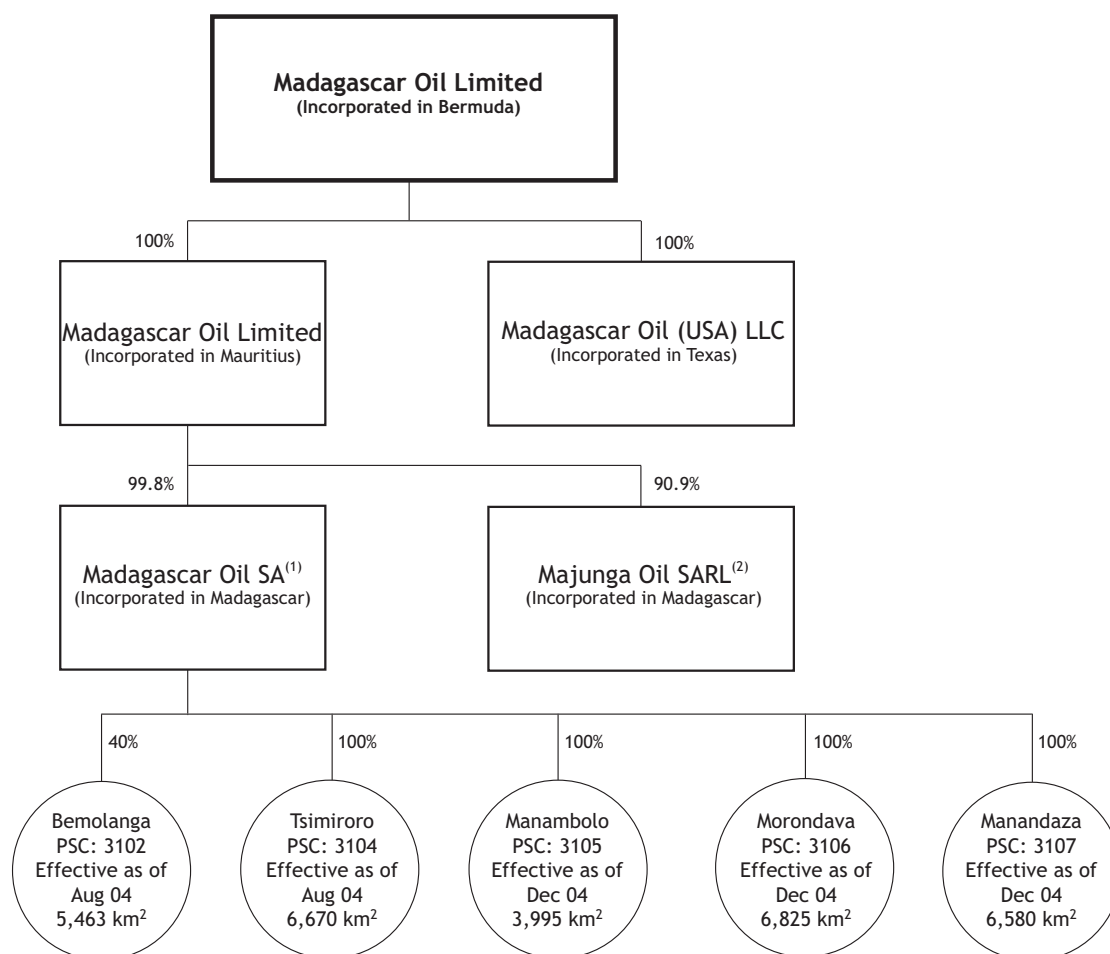 Madagascar Oil Limited
(Incorporated in Bermuda)
100%
100%
Madagascar Oil Limited
(Incorporated in Mauritius)
Madagascar Oil (USA) LLC
(Incorporated in Texas)
99.8%
90.9%
Madagascar Oil SA(1)
(Incorporated in Madagascar)
Majunga Oil SARL(2)
(Incorporated in Madagascar)
40%
100%
100%
100%
100%
Bemolanga
PSC: 3102
Effective as of
Aug 04
5,463 km2
Tsimiroro
PSC: 3104
Effective as of
Aug 04
6,670 km2
Manambolo
PSC: 3105
Effective as of
Dec 04
3,995 km2
Morondava
PSC: 3106
Effective as of
Dec 04
6,825 km2
Manandaza
PSC: 3107
Effective as of
Dec 04
6,580 km2